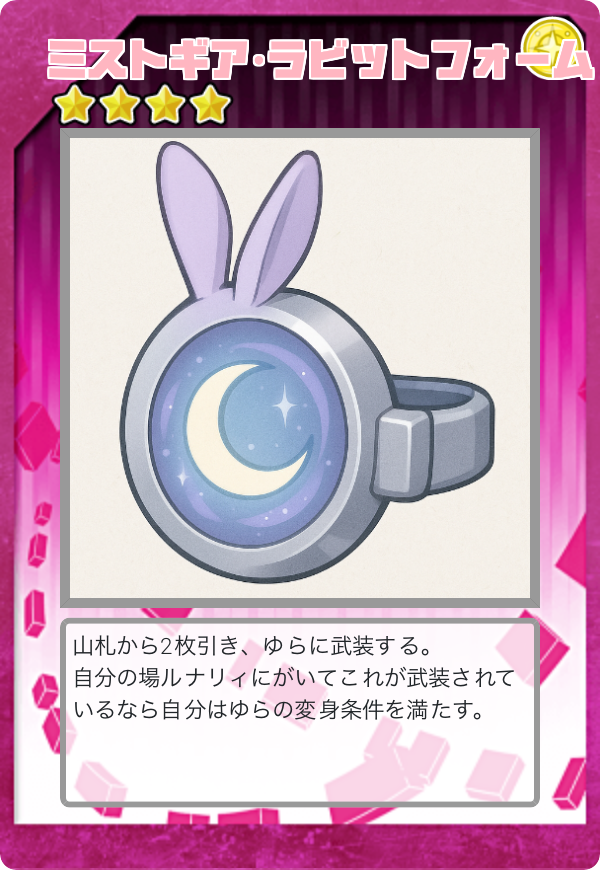 ミストギア・ラビットフォーム
山札から2枚引き、ゆらに武装する。
自分の場ルナリィにがいてこれが武装されて
いるなら自分はゆらの変身条件を満たす。